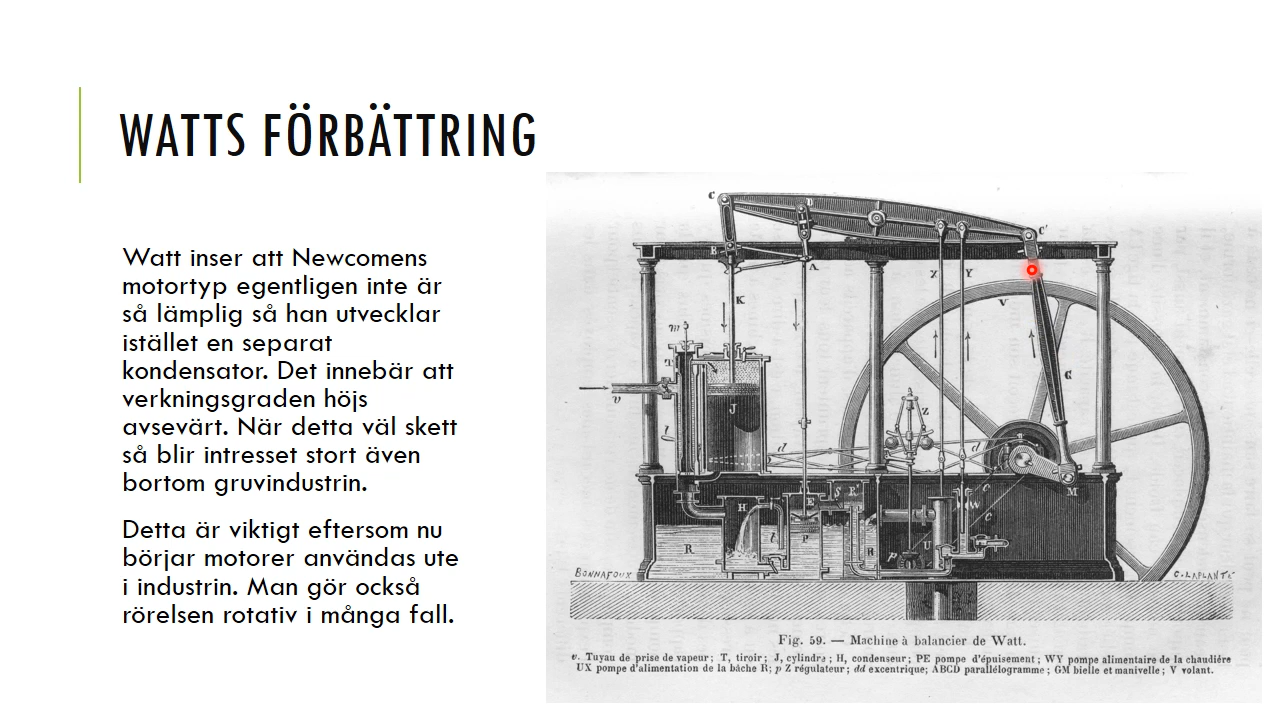 WATTS FÖRBÄTTRING
Watt inser att Newcomens
motortyp egentligen inte är
så lämplig så han utvecklar
istället en separat
kondensator. Det innebär att
verkningsgraden höjs
avsevärt. När detta väl skett
så blir intresset stort även
bortom gruvindustrin.
Detta är viktigt eftersom nu
börjar motorer användas ute
i industrin. Man gör också
rörelsen rotativ i många fall.
C
D
C'
B
A
K
X
Y
V
m
T
G
v
J
Z
l
d
d
M
H
E
S
R'
C
W
C
R
t
P
R
U
p
BONNAFOUX
C. LAPLANTE
Fig. 59. — Machine à balancier de Watt.
v. Tuyau de prise de vapeur; T, tiroir; J, cylindre; H, condenseur; PE pompe d'épuisement; WY pompe alimentaire de la chaudière
UX pompe d'alimentation de la bâche R; p Z régulateur; dd excentrique; ABCD parallélogramme; GM bielle et manivelle; V volant.